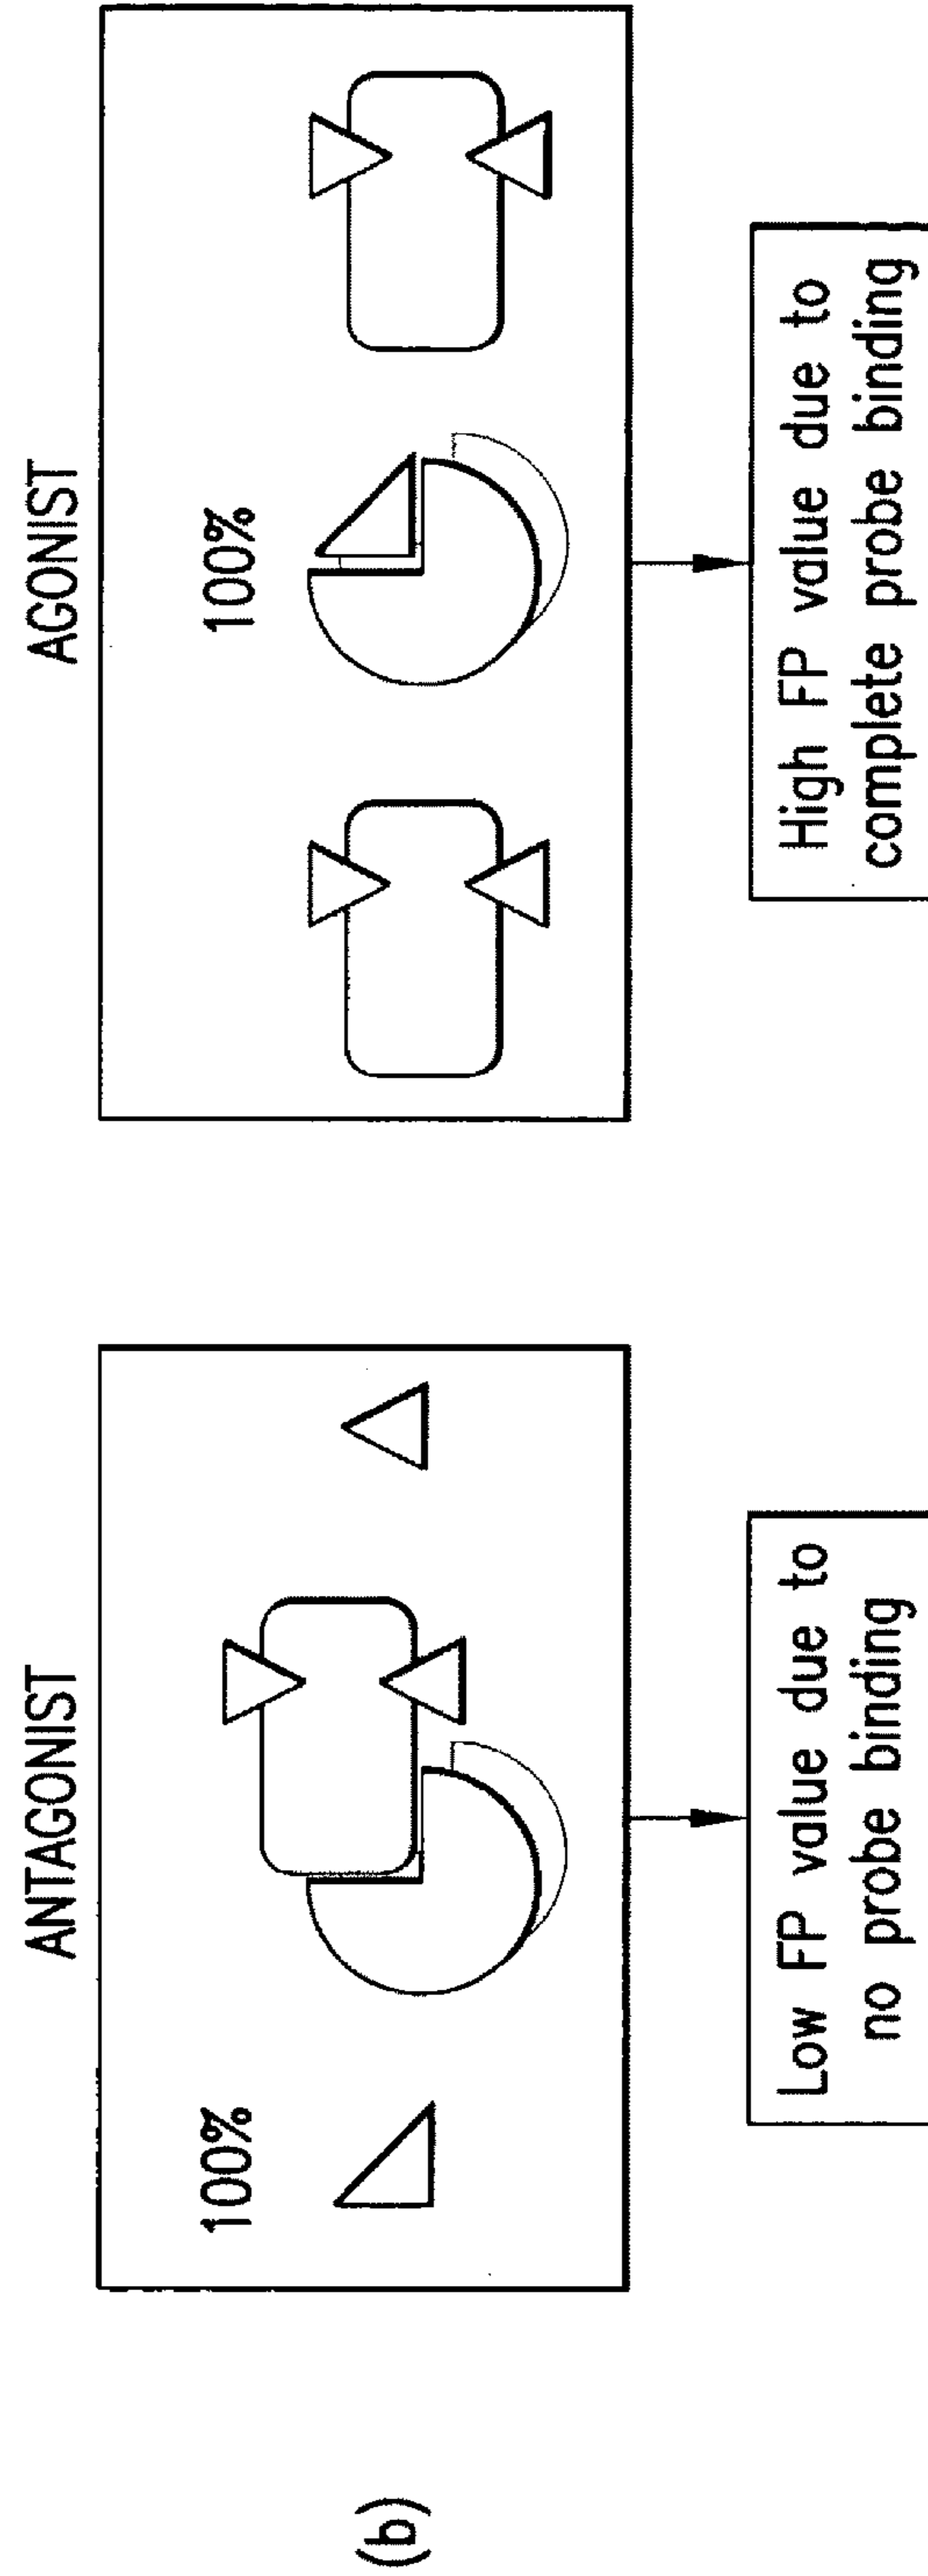 (b)
ANTAGONIST
100%
Low FP value due to
no probe binding
AGONIST
100%
High FP value due to
complete probe binding